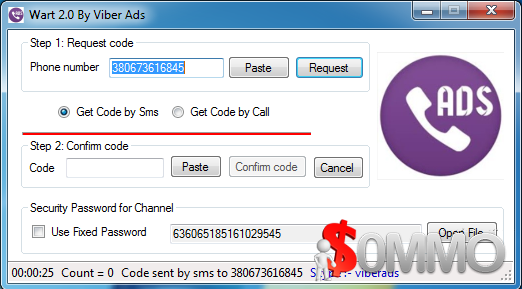 Wart 2.0 By Viber Ads
Step 1: Request code
Phone number 380673616845 Paste Request
Get Code by Sms Get Code by Call
ADS
Step 2: Confirm code
Code Paste Confirm code Cancel
Security Password for Channel
Use Fixed Password 636065185161029545 Open File
$0MMO
00:00:25 Count = 0 Code sent by sms to 380673616845 viberads